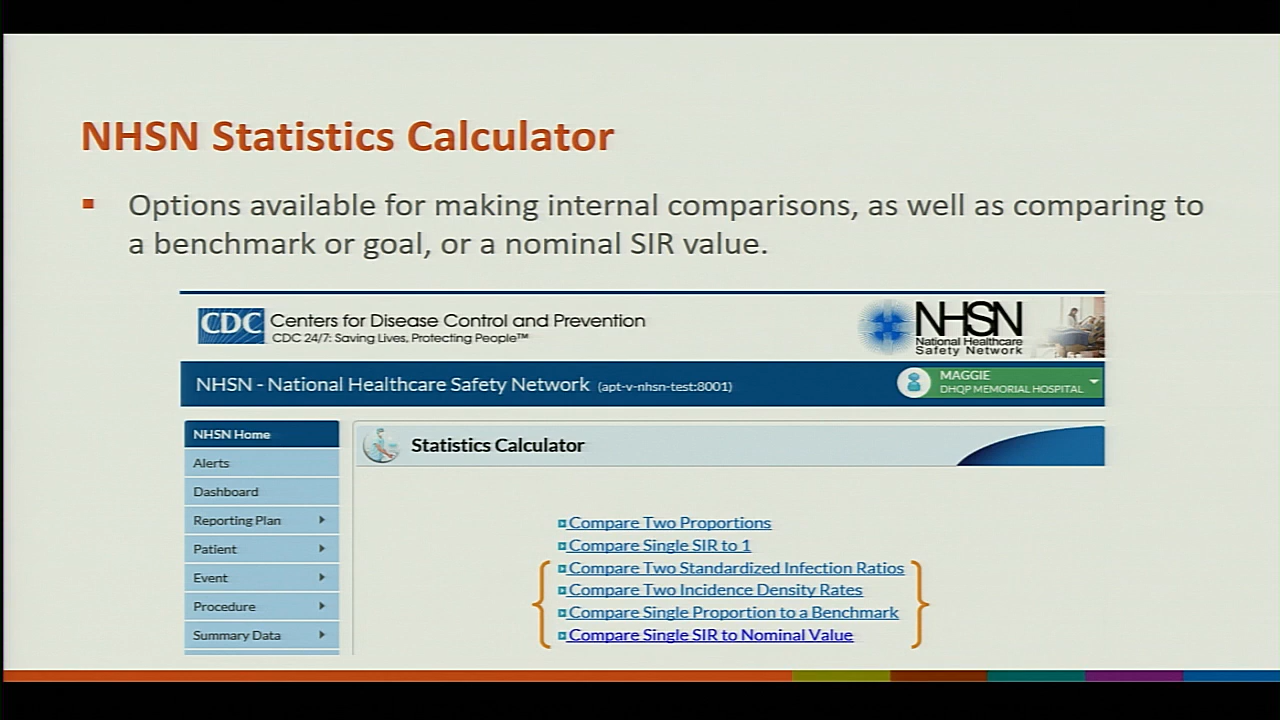 NHSN Statistics Calculator
Options available for making internal comparisons, as well as comparing to
a benchmark or goal, or a nominal SIR value.
CDC Centers for Disease Control and Prevention
CDC 24/7: Saving Lives, Protecting People™
NHSN
National Healthcare
Safety Network
NHSN - National Healthcare Safety Network (apt-v-nhsn-test:8001)
MAGGIE
DHQP MEMORIAL HOSPITAL
NHSN Home
Alerts
Dashboard
Reporting Plan
Patient
Event
Procedure
Summary Data
Statistics Calculator
Compare Two Proportions
Compare Single SIR to 1
Compare Two Standardized Infection Ratios
Compare Two Incidence Density Rates
Compare Single Proportion to a Benchmark
Compare Single SIR to Nominal Value